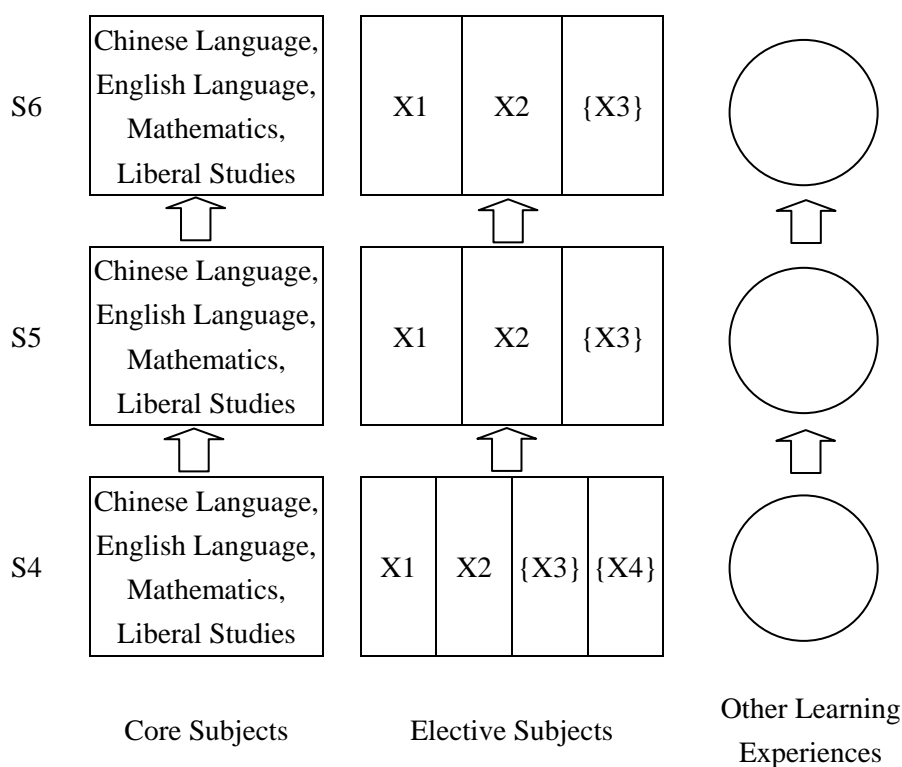 S6
Chinese Language,
English Language,
Mathematics,
Liberal Studies
X1
X2
{X3}
S5
Chinese Language,
English Language,
Mathematics,
Liberal Studies
X1
X2
{X3}
S4
Chinese Language,
English Language,
Mathematics,
Liberal Studies
X1
X2
{X3}
{X4}
Core Subjects
Elective Subjects
Other Learning
Experiences